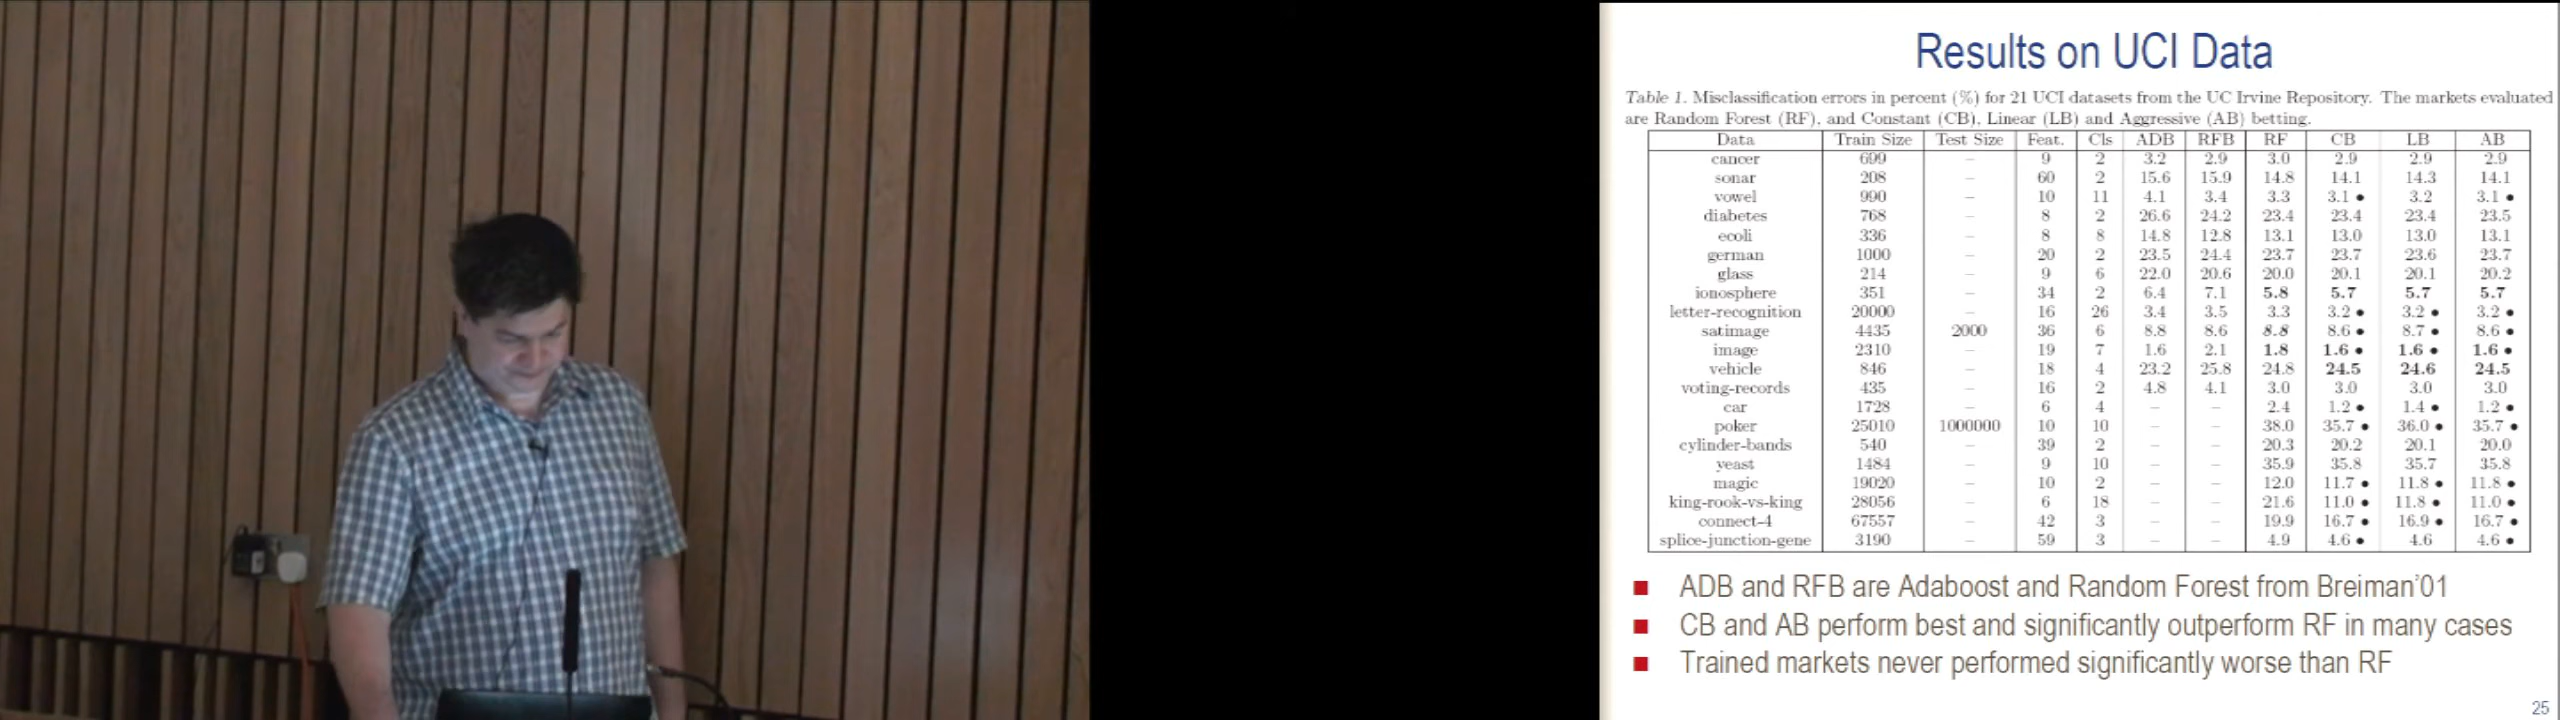 Results on UCI Data
Table 1. Misclassification errors in percent (%) for 21 UCI datasets from the UC Irvine Repository. The markets evaluated
are Random Forest (RF), and Constant (CB), Linear (LB) and Aggressive (AB) betting.
Data Train Size Test Size Feat. Cls ADB RFB RF CB LB AB
cancer 699 – 9 2 3.2 2.9 3.0 2.9 2.9 2.9
sonar 208 – 60 2 15.6 15.9 14.8 14.1 14.3 14.1
vowel 990 – 10 11 4.1 3.4 3.3 3.1 • 3.2 3.1 •
diabetes 768 – 8 2 26.6 24.2 23.4 23.4 23.4 23.5
ecoli 336 – 8 8 14.8 12.8 13.1 13.0 13.0 13.1
german 1000 – 20 2 23.5 24.4 23.7 23.7 23.6 23.7
glass 214 – 9 6 22.0 20.6 20.0 20.1 20.1 20.2
ionosphere 351 – 34 2 6.4 7.1 5.8 5.7 5.7 5.7
letter-recognition 20000 – 16 26 3.4 3.5 3.3 3.2 • 3.2 • 3.2 •
satimage 4435 2000 36 6 8.8 8.6 8.8 8.6 • 8.7 • 8.6 •
image 2310 – 19 7 1.6 2.1 1.8 1.6 • 1.6 • 1.6 •
vehicle 846 – 18 4 23.2 25.8 24.8 24.5 24.6 24.5
voting-records 435 – 16 2 4.8 4.1 3.0 3.0 3.0 3.0
car 1728 – 6 4 – – 2.4 1.2 • 1.4 • 1.2 •
poker 25010 1000000 10 10 – – 38.0 35.7 • 36.0 • 35.7 •
cylinder-bands 540 – 39 2 – – 20.3 20.2 20.1 20.0
yeast 1484 – 9 10 – – 35.9 35.8 35.7 35.8
magic 19020 – 10 2 – – 12.0 11.7 • 11.8 • 11.8 •
king-rook-vs-king 28056 – 6 18 – – 21.6 11.0 • 11.8 • 11.0 •
connect-4 67557 – 42 3 – – 19.9 16.7 • 16.9 • 16.7 •
splice-junction-gene 3190 – 59 3 – – 4.9 4.6 • 4.6 4.6 •
ADB and RFB are Adaboost and Random Forest from Breiman'01
CB and AB perform best and significantly outperform RF in many cases
Trained markets never performed significantly worse than RF
25